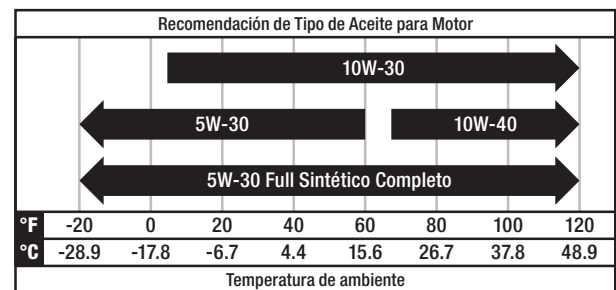 Recomendación de Tipo de Aceite para Motor
10W-30
5W-30 10W-40
5W-30 Full Sintético Completo
°F -20 0 20 40 60 80 100 120
°C -28.9 -17.8 -6.7 4.4 15.6 26.7 37.8 48.9
Temperatura de ambiente